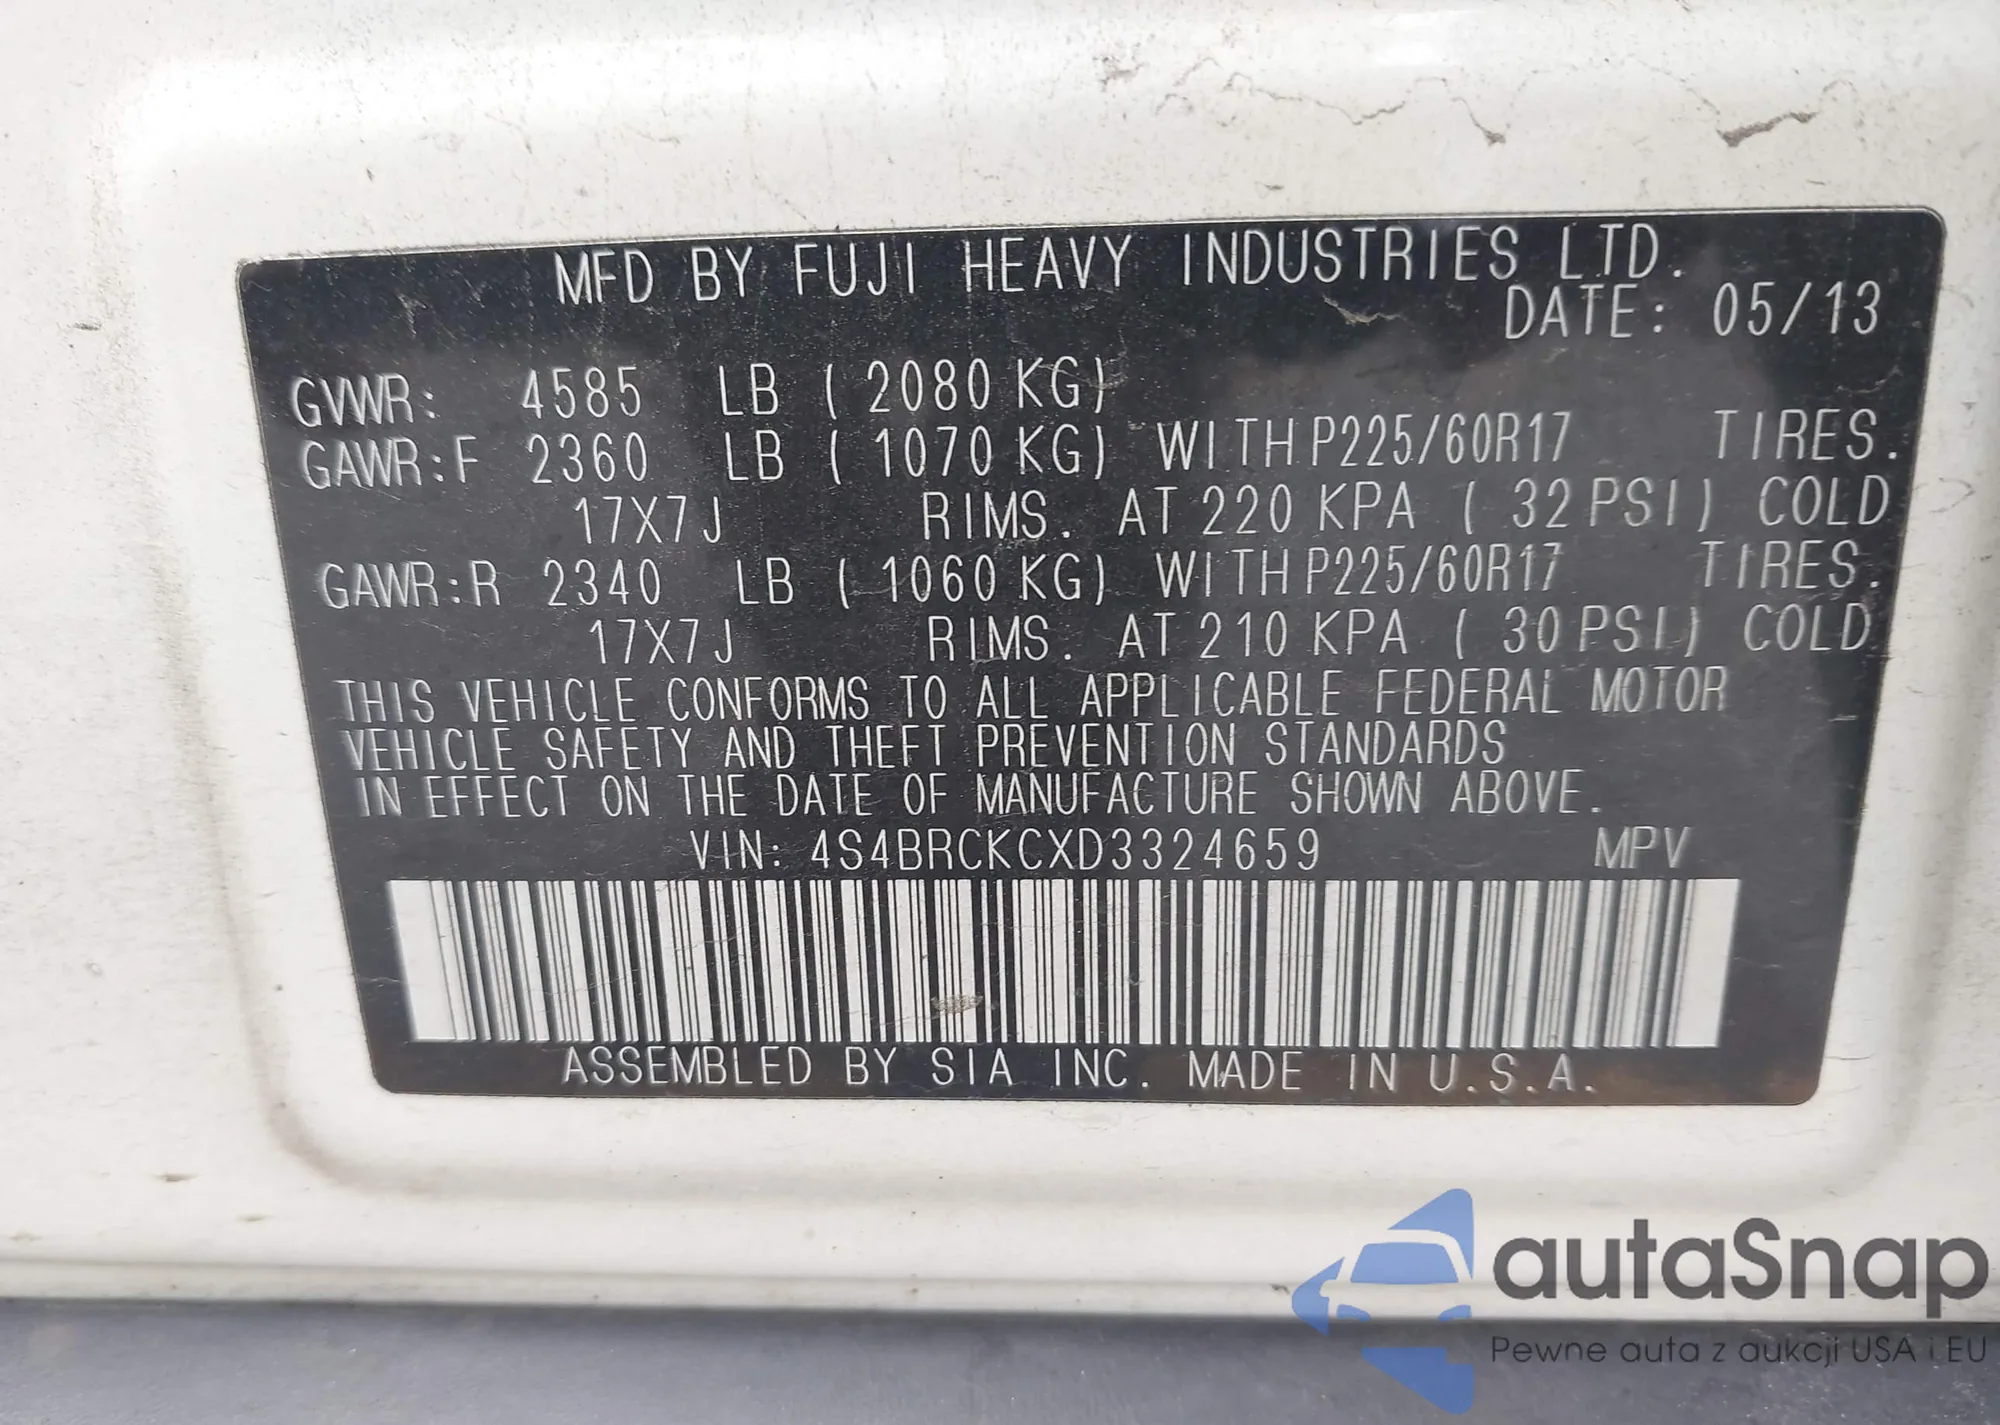 MFD BY FUJI HEAVY INDUSTRIES LTD.
DATE: 05/13
GVWR: 4585 LB ( 2080 KG)
GAWR:F 2360 LB ( 1070 KG) WITH P225/60R17 TIRES.
17X7J RIMS. AT 220 KPA ( 32 PSI) COLD
GAWR:R 2340 LB ( 1060 KG) WITH P225/60R17 TIRES.
17X7J RIMS. AT 210 KPA ( 30 PSI) COLD
THIS VEHICLE CONFORMS TO ALL APPLICABLE FEDERAL MOTOR
VEHICLE SAFETY AND THEFT PREVENTION STANDARDS
IN EFFECT ON THE DATE OF MANUFACTURE SHOWN ABOVE.
VIN: 4S4BRCKCXD3324659 MPV
ASSEMBLED BY SIA INC. MADE IN U.S.A.
autaSnap
Pewne auta z aukcji USA i EU